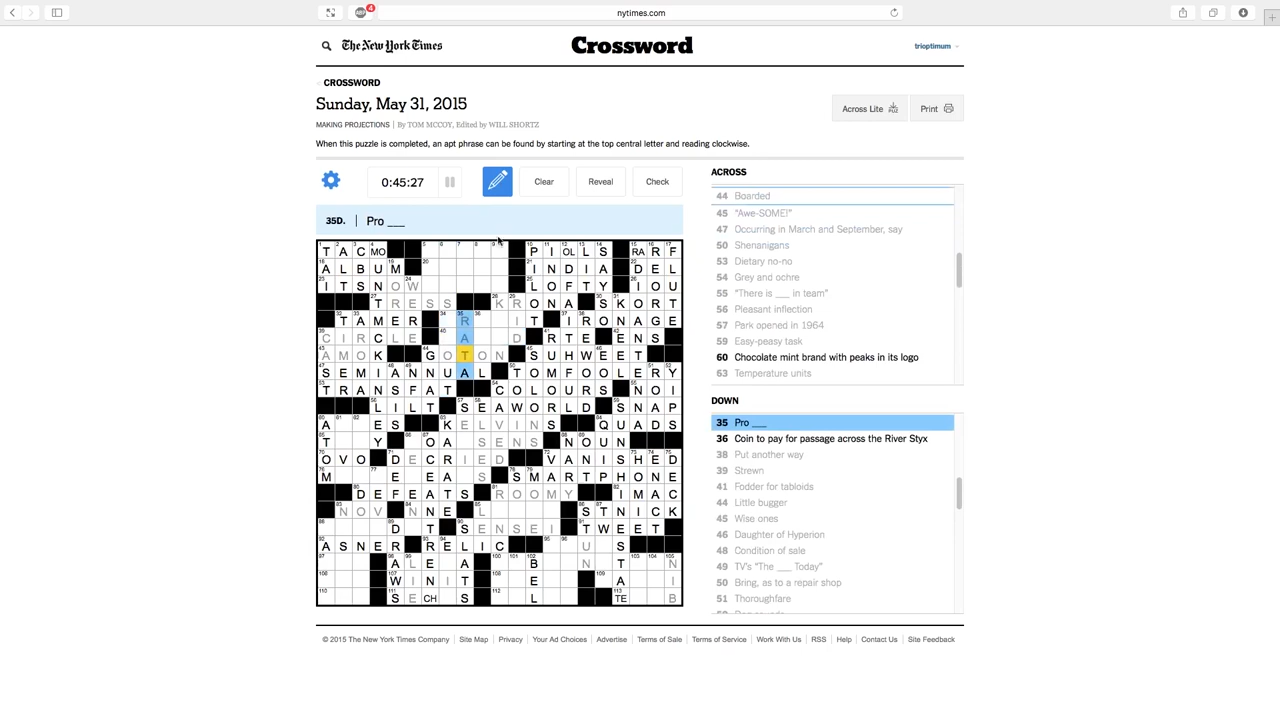 nytimes.com
4
The New York Times
Crossword
trioptimum
CROSSWORD
Sunday, May 31, 2015
Across Lite
Print
MAKING PROJECTIONS | By TOM MCCOY, Edited by WILL SHORTZ
When this puzzle is completed, an apt phrase can be found by starting at the top central letter and reading clockwise.
0:45:27
Clear
Reveal
Check
35D. | Pro ___
T A C MO P I OL L S RA R F
A L B U M I N D I A D E L
I T S N O W L O F T Y I O U
T R E S S K R O N A S K O R T
T A M E R R I T I R O N A G E
C I R C L E A D R T E E N S
A M O K G O T O N S U H W E E T
S E M I A N N U A L T O M F O O L E R Y
T R A N S F A T C O L O U R S N O I
L I L T S E A W O R L D S N A P
A E S K E L V I N S Q U A D S
T Y O A S E N S N O U N
O V O D E C R I E D V A N I S H E D
M E E A S S M A R T P H O N E
D E F E A T S R O O M Y I M A C
N O V N N E L S T N I C K
D T S E N S E I T W E E T
A S N E R R E L I C U S
A L E A B N T N
W I N I T T E A I
S E CH S L TE B
ACROSS
44 Boarded
45 "Awe-SOME!"
47 Occurring in March and September, say
50 Shenanigans
53 Dietary no-no
54 Grey and ochre
55 "There is ___ in team"
56 Pleasant inflection
57 Park opened in 1964
59 Easy-peasy task
60 Chocolate mint brand with peaks in its logo
63 Temperature units
DOWN
35 Pro ___
36 Coin to pay for passage across the River Styx
38 Put another way
39 Strewn
41 Fodder for tabloids
44 Little bugger
45 Wise ones
46 Daughter of Hyperion
48 Condition of sale
49 TV's "The ___ Today"
50 Bring, as to a repair shop
51 Thoroughfare
© 2015 The New York Times Company | Site Map | Privacy | Your Ad Choices | Advertise | Terms of Sale | Terms of Service | Work With Us | RSS | Help | Contact Us | Site Feedback